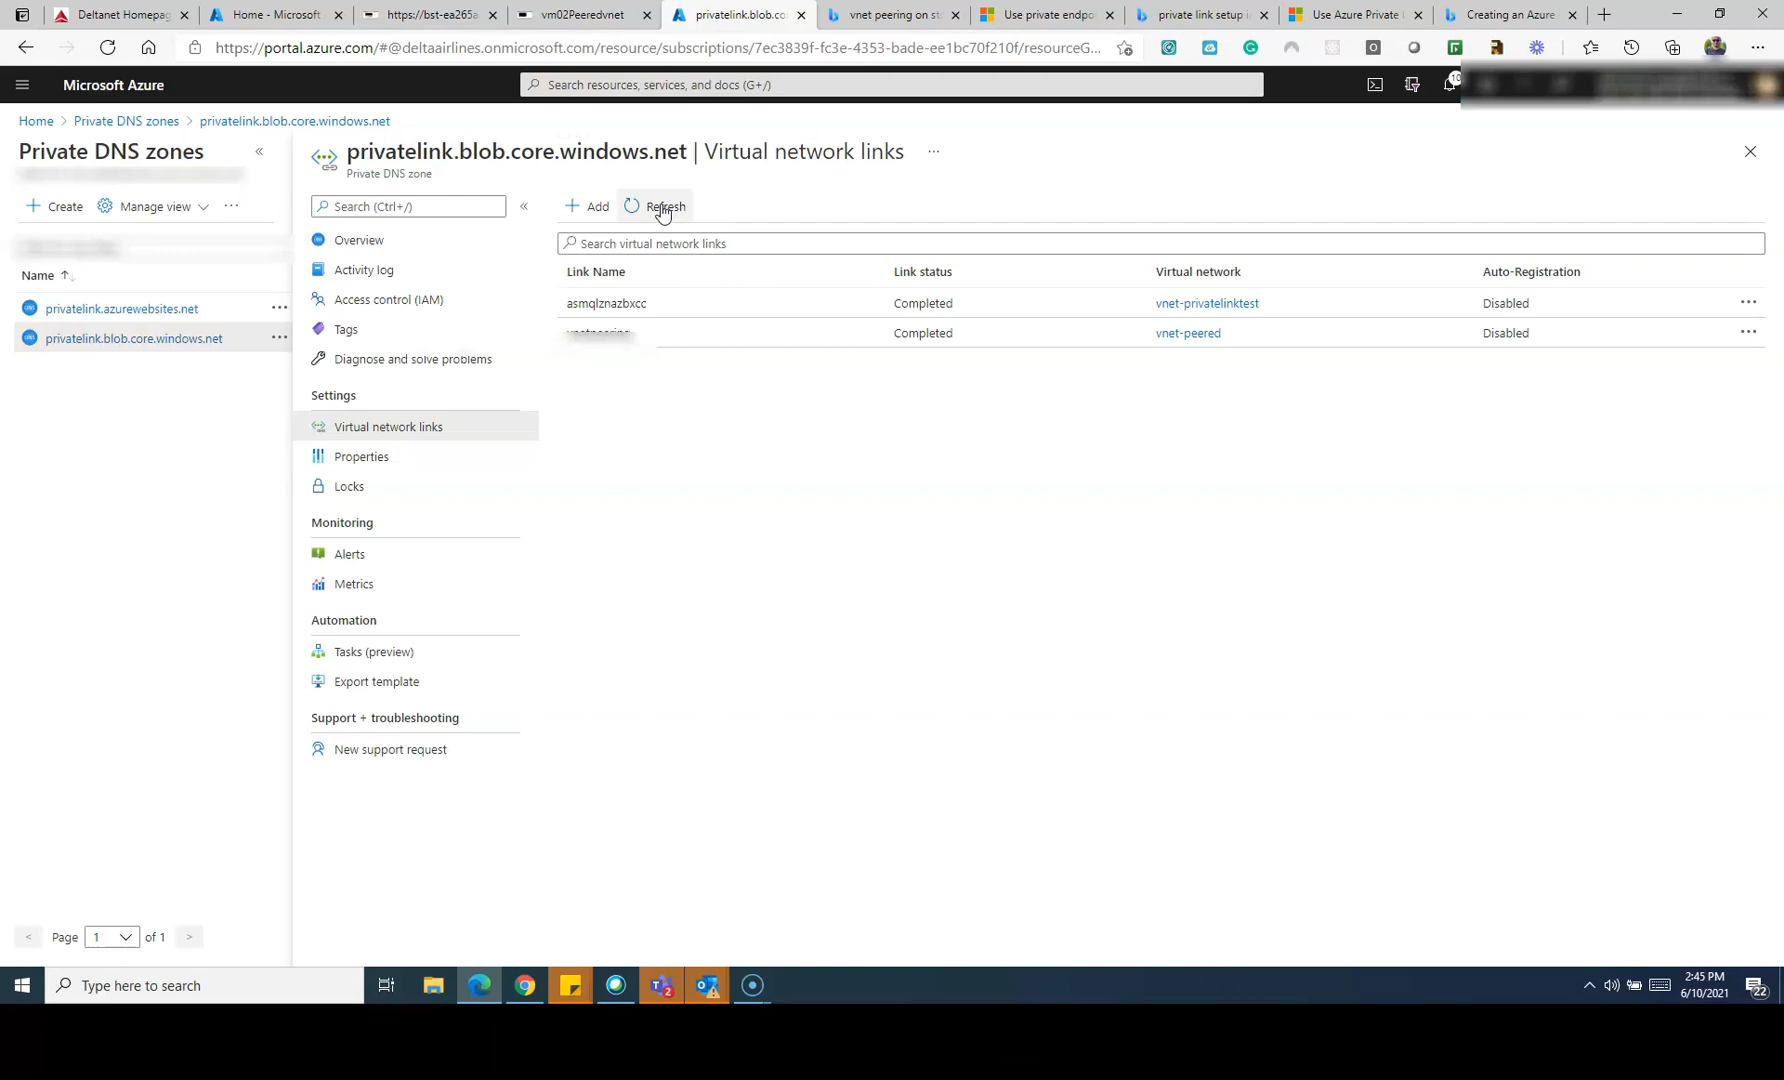 Deltanet Homepag
Home - Microsoft
https://bst-ea265a
vm02Peeredvnet
privatelink.blob.co
vnet peering on st
Use private endpo
private link setup i
Use Azure Private L
Creating an Azure
https://portal.azure.com/#@deltaairlines.onmicrosoft.com/resource/subscriptions/7ec3839f-fc3e-4353-bade-ee1bc70f210f/resourceG...
Microsoft Azure
Search resources, services, and docs (G+/)
10
Home > Private DNS zones > privatelink.blob.core.windows.net
Private DNS zones
«
privatelink.blob.core.windows.net | Virtual network links ...
Private DNS zone
+ Create
Manage view
...
Search (Ctrl+/)
«
+ Add
Refresh
Overview
Search virtual network links
Activity log
Link Name
Link status
Virtual network
Auto-Registration
Name ↑↓
Access control (IAM)
asmqlznazbxcc
Completed
vnet-privatelinktest
Disabled
...
privatelink.azurewebsites.net
...
Tags
Completed
vnet-peered
Disabled
...
privatelink.blob.core.windows.net
...
Diagnose and solve problems
Settings
Virtual network links
Properties
Locks
Monitoring
Alerts
Metrics
Automation
Tasks (preview)
Export template
Support + troubleshooting
New support request
< Page 1 of 1 >
Type here to search
2
2:45 PM
6/10/2021
22